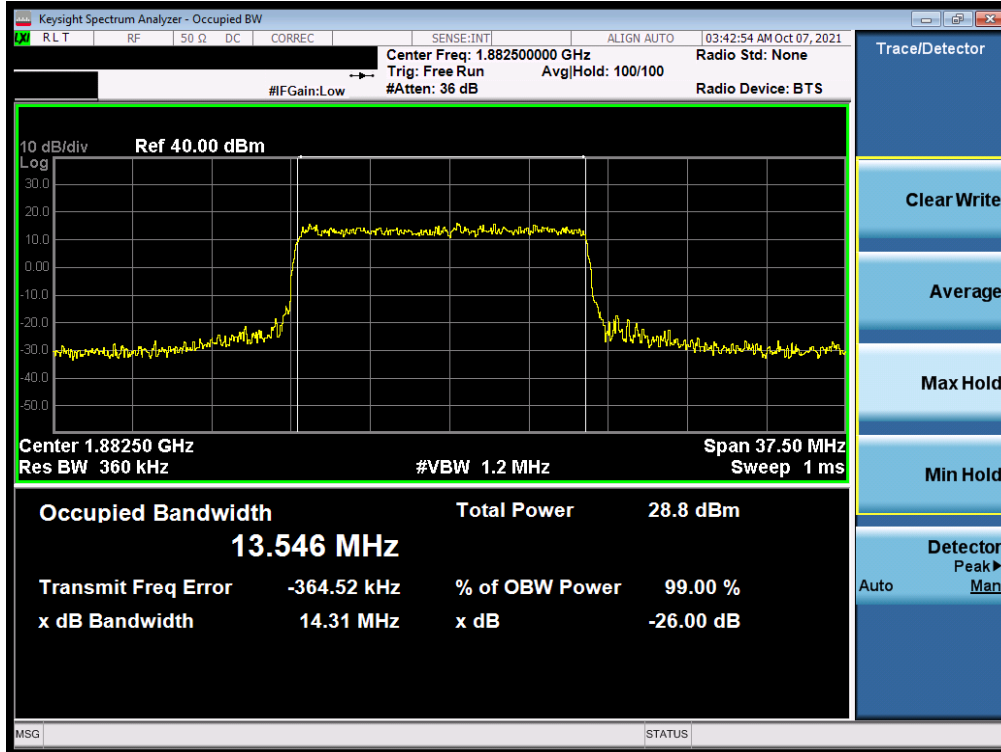 Keysight Spectrum Analyzer - Occupied BW
LXI RLT RF 50 Ω DC CORREC SENSE:INT ALIGN AUTO 03:42:54 AM Oct 07, 2021
Center Freq: 1.882500000 GHz Radio Std: None
Trig: Free Run Avg|Hold: 100/100
#IFGain:Low #Atten: 36 dB Radio Device: BTS
Trace/Detector
10 dB/div Ref 40.00 dBm
Log
30.0
20.0
10.0
0.00
-10.0
-20.0
-30.0
-40.0
-50.0
Center 1.88250 GHz Span 37.50 MHz
Res BW 360 kHz #VBW 1.2 MHz Sweep 1 ms
Occupied Bandwidth Total Power 28.8 dBm
13.546 MHz
Transmit Freq Error -364.52 kHz % of OBW Power 99.00 %
x dB Bandwidth 14.31 MHz x dB -26.00 dB
Clear Write
Average
Max Hold
Min Hold
Detector
Peak▶
Auto Man
MSG STATUS